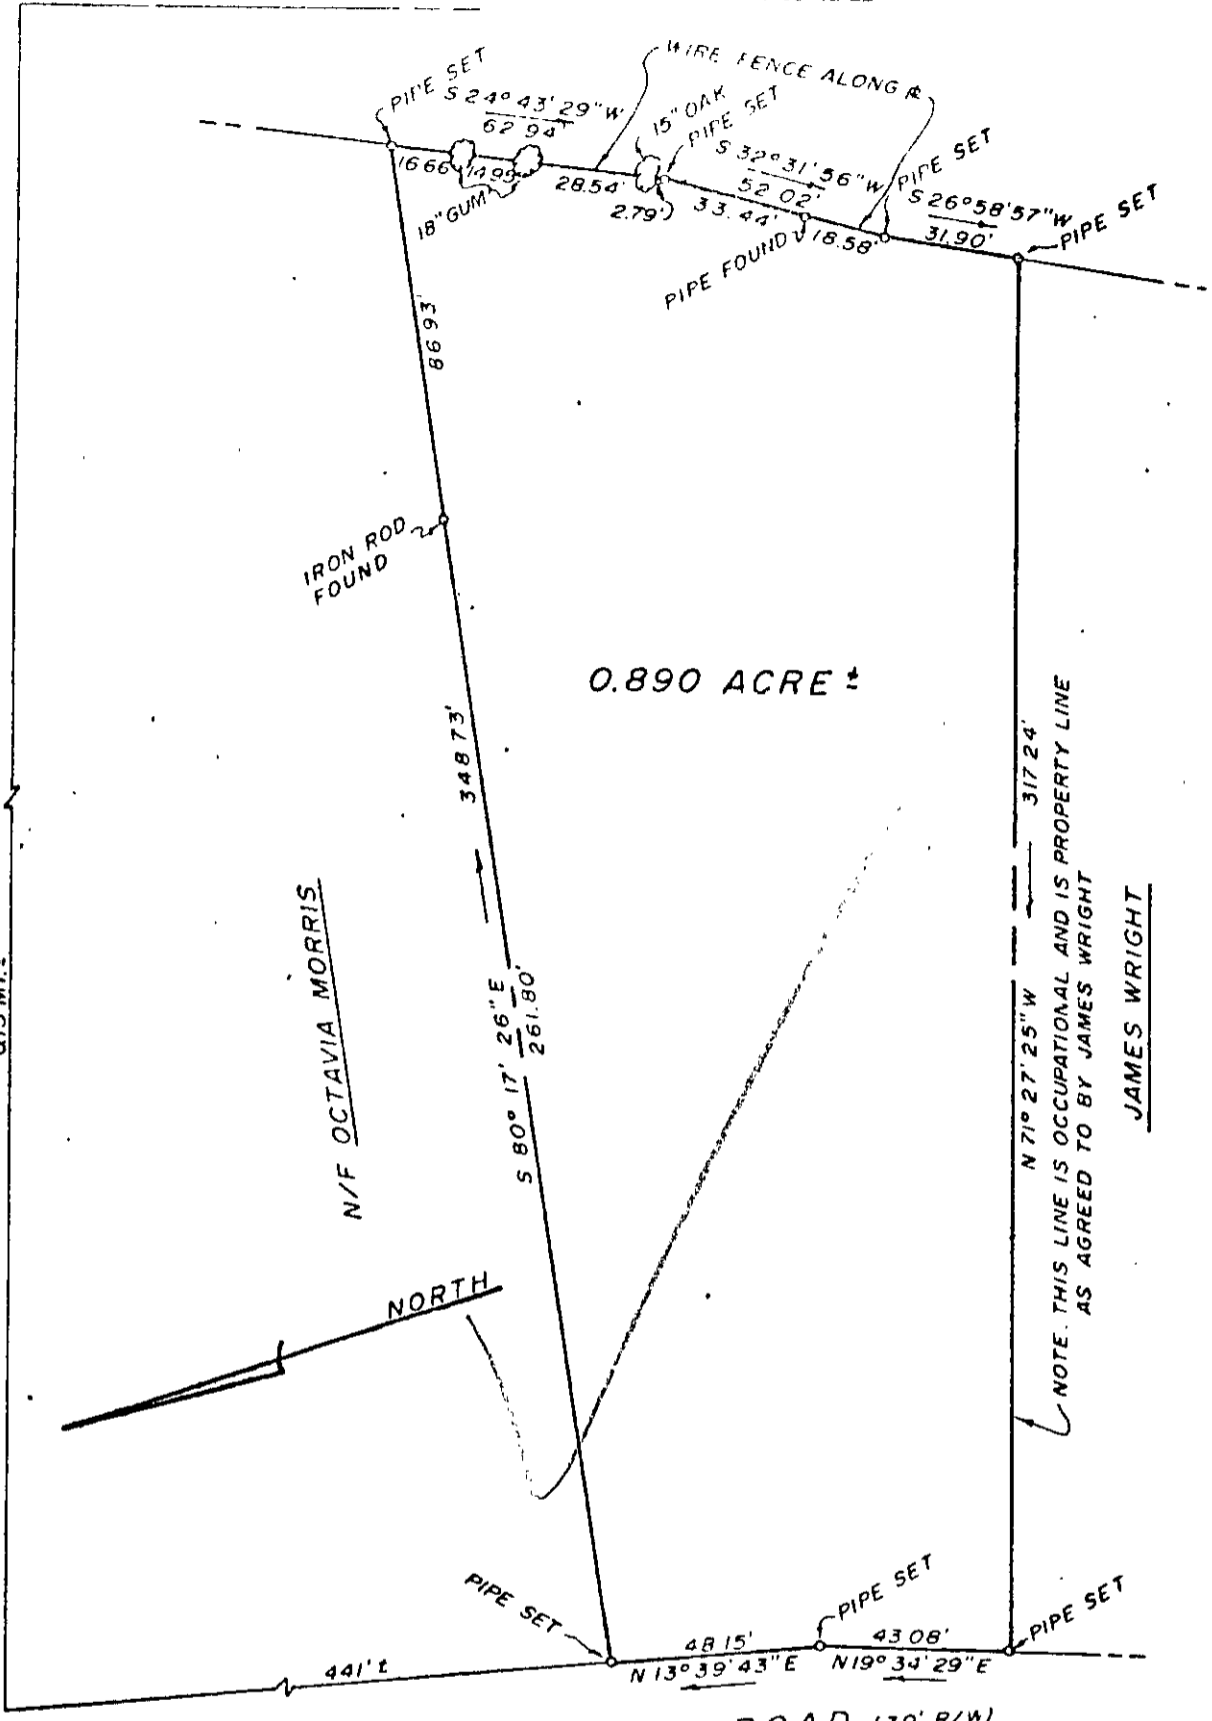 WIRE FENCE ALONG ℄
PIPE SET
S 24° 43' 29" W
62 94'
15" OAK
PIPE SET
S 32° 31' 56" W
52 02'
PIPE SET
S 26° 58' 57" W
31.90'
PIPE SET
16 66'
14.95'
28.54'
2.79'
33.44'
18.58'
18" GUM
PIPE FOUND
86 93'
IRON ROD
FOUND
0.890 ACRE ±
348 73'
317 24'
N/F OCTAVIA MORRIS
S 80° 17' 26" E
261.80'
N 71° 27' 25" W
NOTE. THIS LINE IS OCCUPATIONAL AND IS PROPERTY LINE
AS AGREED TO BY JAMES WRIGHT
JAMES WRIGHT
NORTH
PIPE SET
PIPE SET
PIPE SET
441' ±
48 15'
N 13° 39' 43" E
43 08'
N 19° 34' 29" E
ROAD (30' R/W)